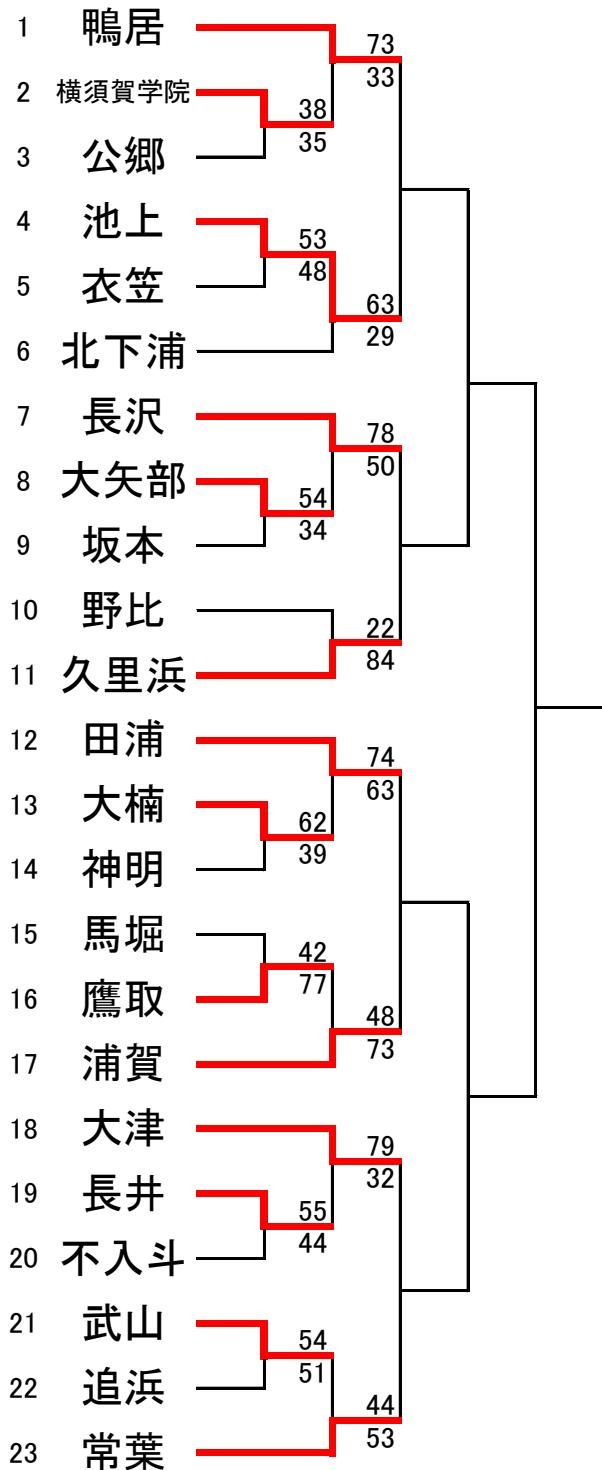 1 鴨居
73
33
2 横須賀学院
38
35
3 公郷
4 池上
53
48
5 衣笠
63
29
6 北下浦
7 長沢
78
50
8 大矢部
54
34
9 坂本
10 野比
22
84
11 久里浜
12 田浦
74
63
13 大楠
62
39
14 神明
15 馬堀
42
77
16 鷹取
48
73
17 浦賀
18 大津
79
32
19 長井
55
44
20 不入斗
21 武山
54
51
22 追浜
44
53
23 常葉